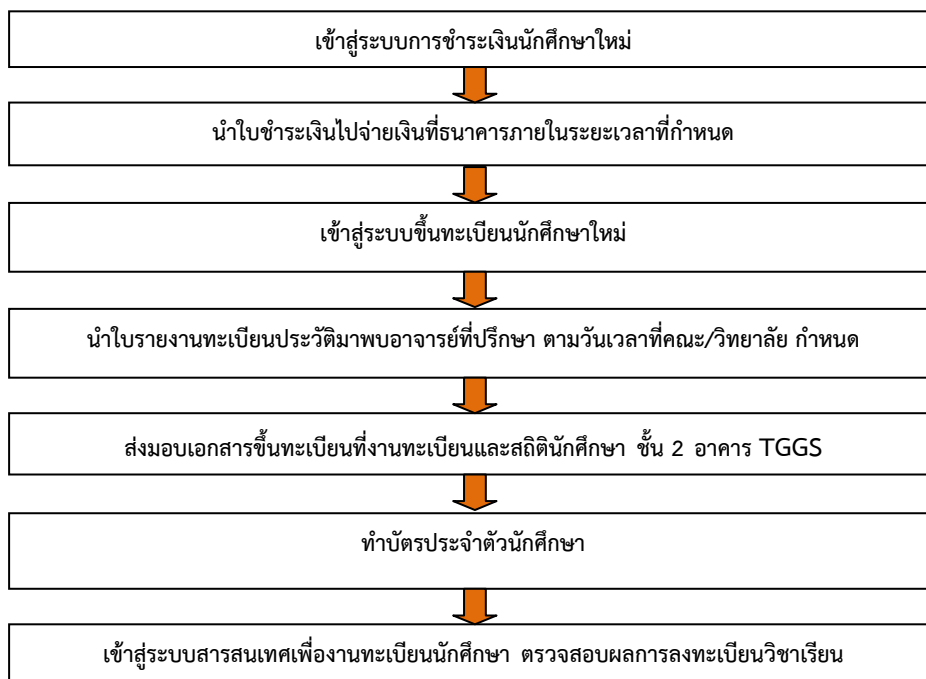 เข้าสู่ระบบการชำระเงินนักศึกษาใหม่
นำใบชำระเงินไปจ่ายเงินที่ธนาคารภายในระยะเวลาที่กำหนด
เข้าสู่ระบบขึ้นทะเบียนนักศึกษาใหม่
นำใบรายงานทะเบียนประวัติมาพบอาจารย์ที่ปรึกษา ตามวันเวลาที่คณะ/วิทยาลัย กำหนด
ส่งมอบเอกสารขึ้นทะเบียนที่งานทะเบียนและสถิตินักศึกษา ชั้น 2 อาคาร TGGS
ทำบัตรประจำตัวนักศึกษา
เข้าสู่ระบบสารสนเทศเพื่องานทะเบียนนักศึกษา ตรวจสอบผลการลงทะเบียนวิชาเรียน